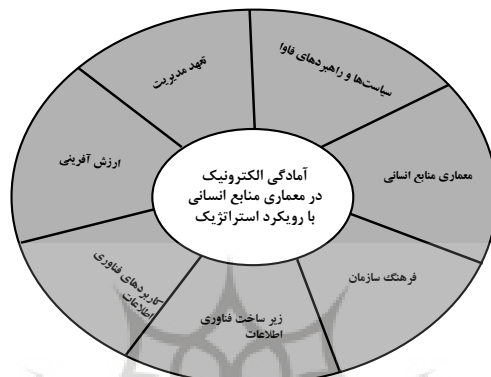 سیاست‌ها و راهبردهای فاوا
تعهد مدیریت
ارزش آفرینی
معماری منابع انسانی
آمادگی الکترونیک
در معماری منابع انسانی
با رویکرد استراتژیک
فرهنگ سازمان
کاربردهای فناوری
اطلاعات
زیر ساخت فناوری
اطلاعات